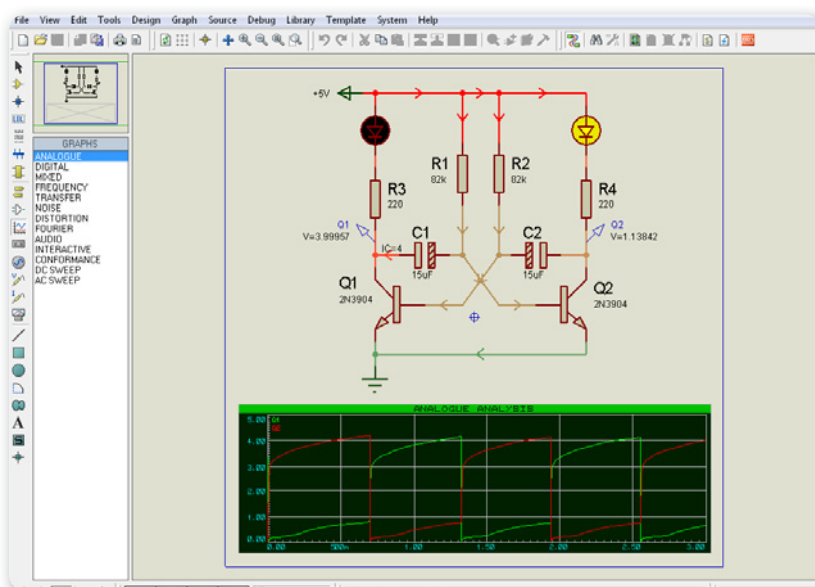 File View Edit Tools Design Graph Source Debug Library Template System Help
LBL
GRAPHS
ANALOGUE
DIGITAL
MIXED
FREQUENCY
TRANSFER
NOISE
DISTORTION
FOURIER
AUDIO
INTERACTIVE
CONFORMANCE
DC SWEEP
AC SWEEP
A
S
+5V
R1
82k
R2
82k
R3
220
R4
220
Q1
V=3.99957
Q2
V=1.13842
C1
IC=4
15uF
C2
15uF
Q1
2N3904
Q2
2N3904
ANALOGUE ANALYSIS
5.00
Q1
Q2
4.00
3.00
2.00
1.00
0.00
0.00 500m 1.00 1.50 2.00 2.50 3.00